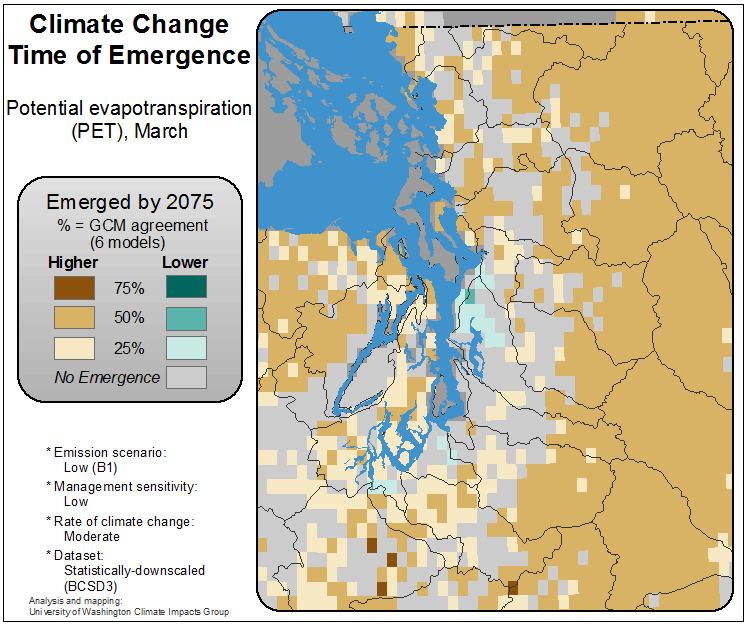 Climate Change
Time of Emergence
Potential evapotranspiration
(PET), March
Emerged by 2075
% = GCM agreement
(6 models)
Higher Lower
75%
50%
25%
No Emergence
* Emission scenario:
Low (B1)
* Management sensitivity:
Low
* Rate of climate change:
Moderate
* Dataset:
Statistically-downscaled
(BCSD3)
Analysis and mapping:
University of Washington Climate Impacts Group